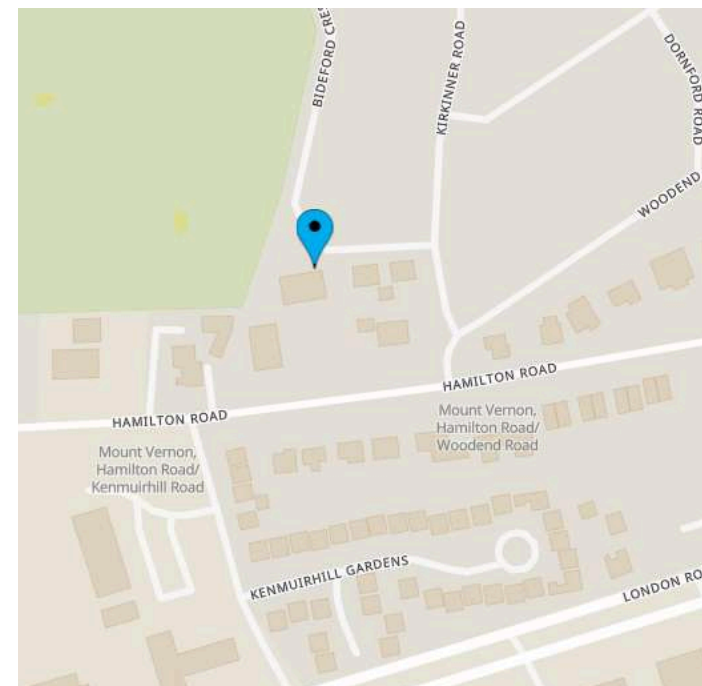 BIDEFORD CRES
KIRKINNER ROAD
DORNFORD ROAD
WOODEND
HAMILTON ROAD
HAMILTON ROAD
Mount Vernon,
Hamilton Road/
Woodend Road
Mount Vernon,
Hamilton Road/
Kenmuirhill Road
KENMUIRHILL GARDENS
LONDON RO